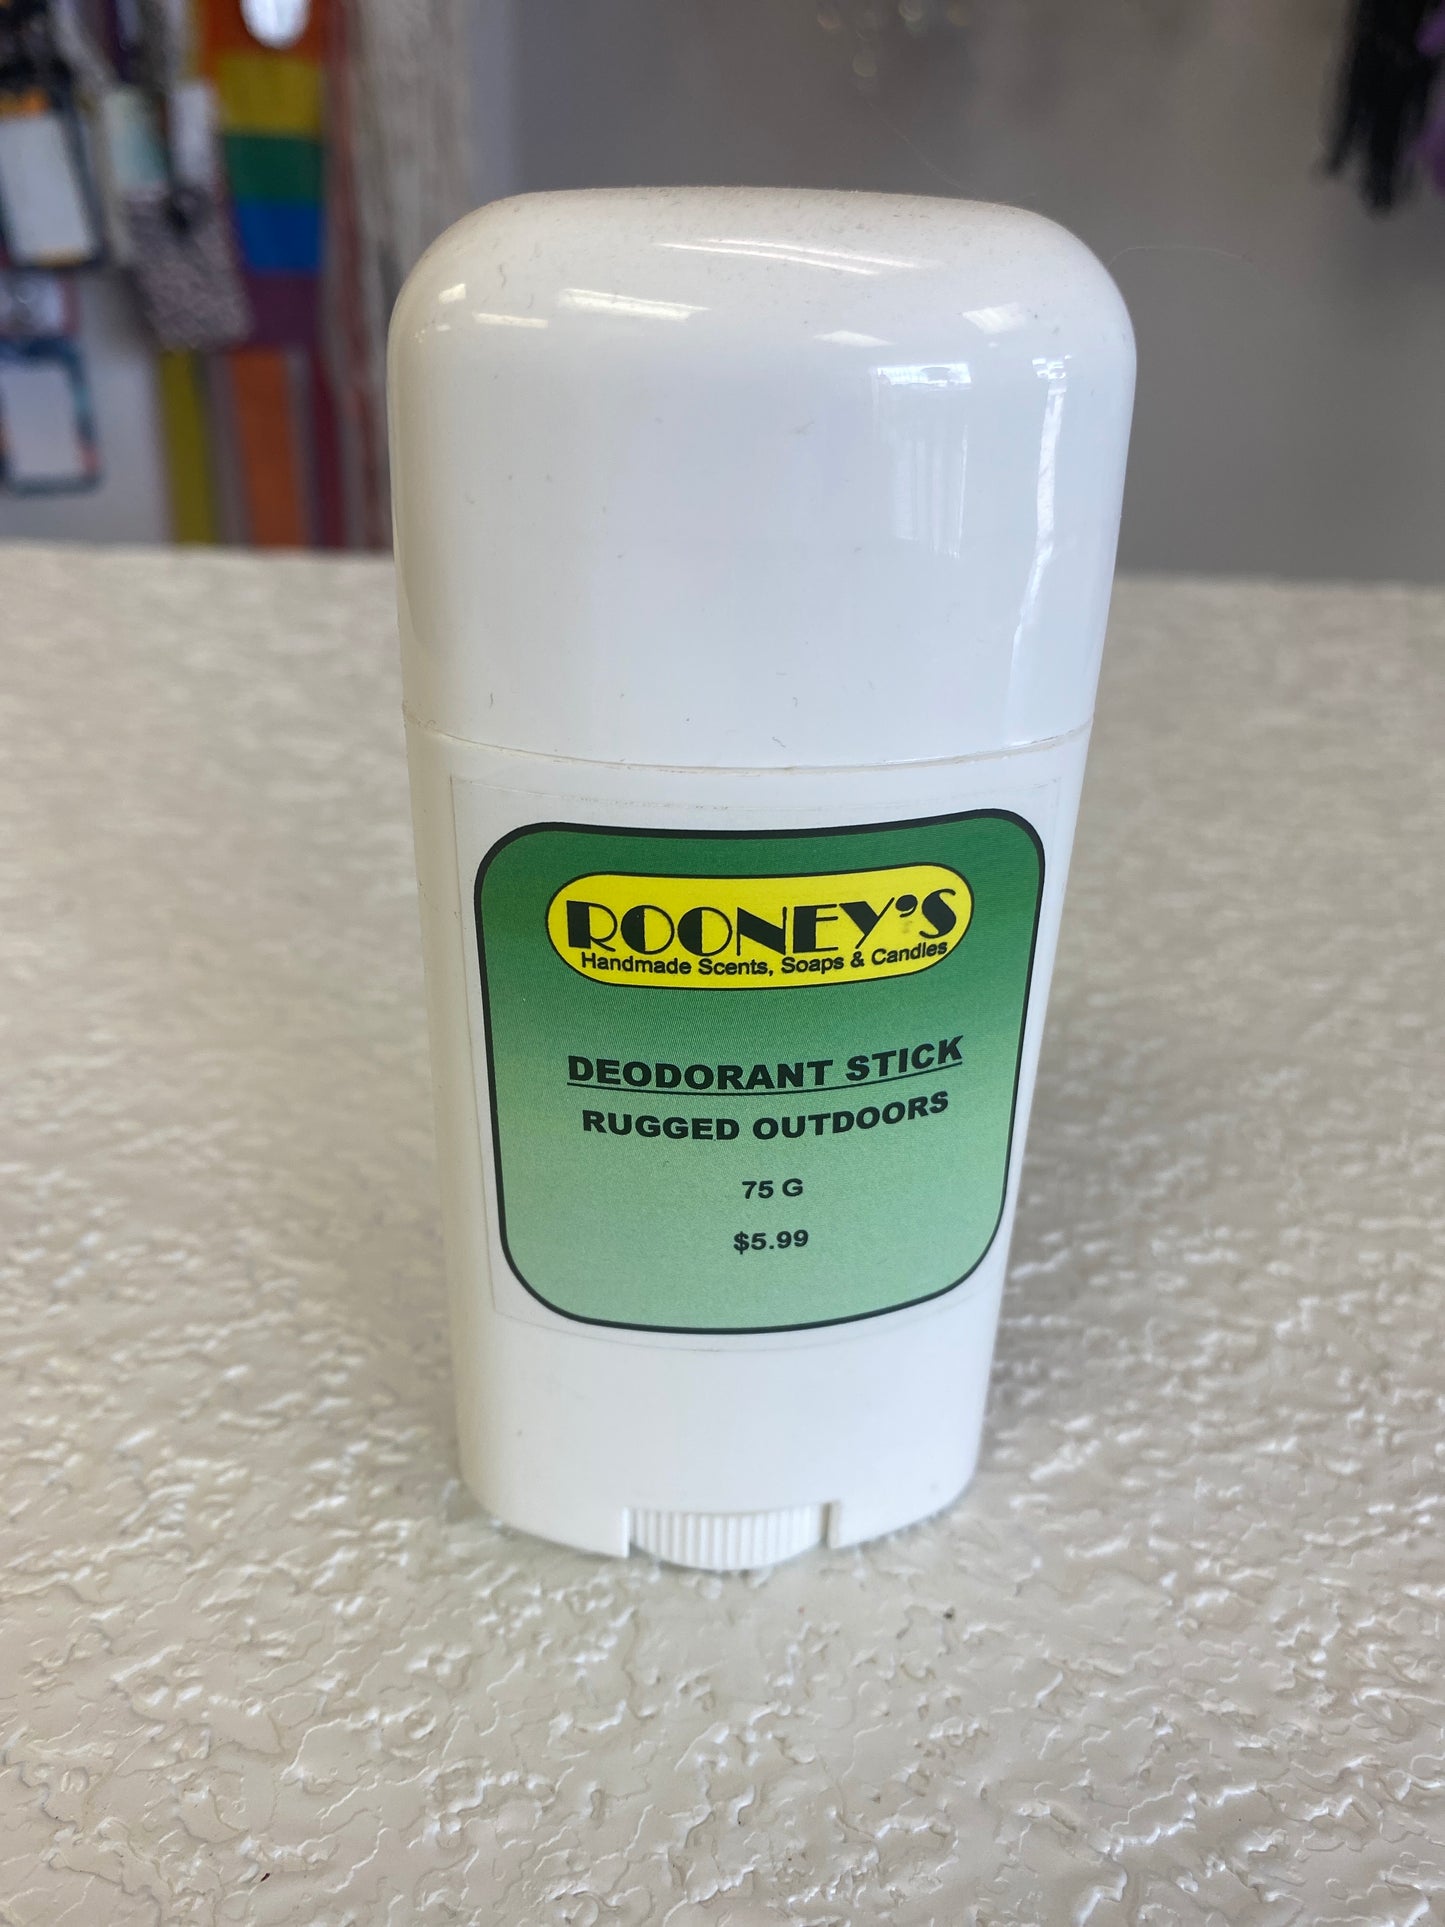 ROONEY'S
Handmade Scents, Soaps & Candles
DEODORANT STICK
RUGGED OUTDOORS
75 G
$5.99